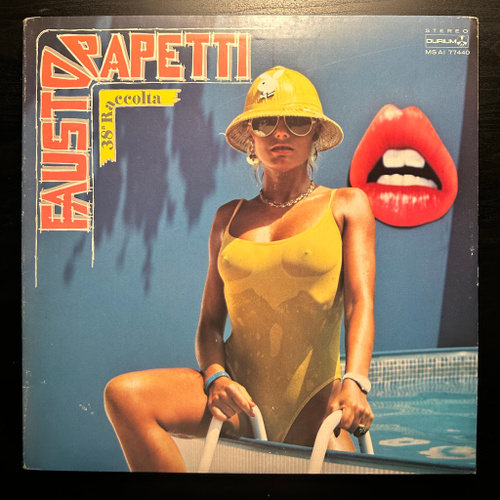 FAUSTO PAPETTI
38ª Raccolta
STEREO
DURIUM
MS AI 77440